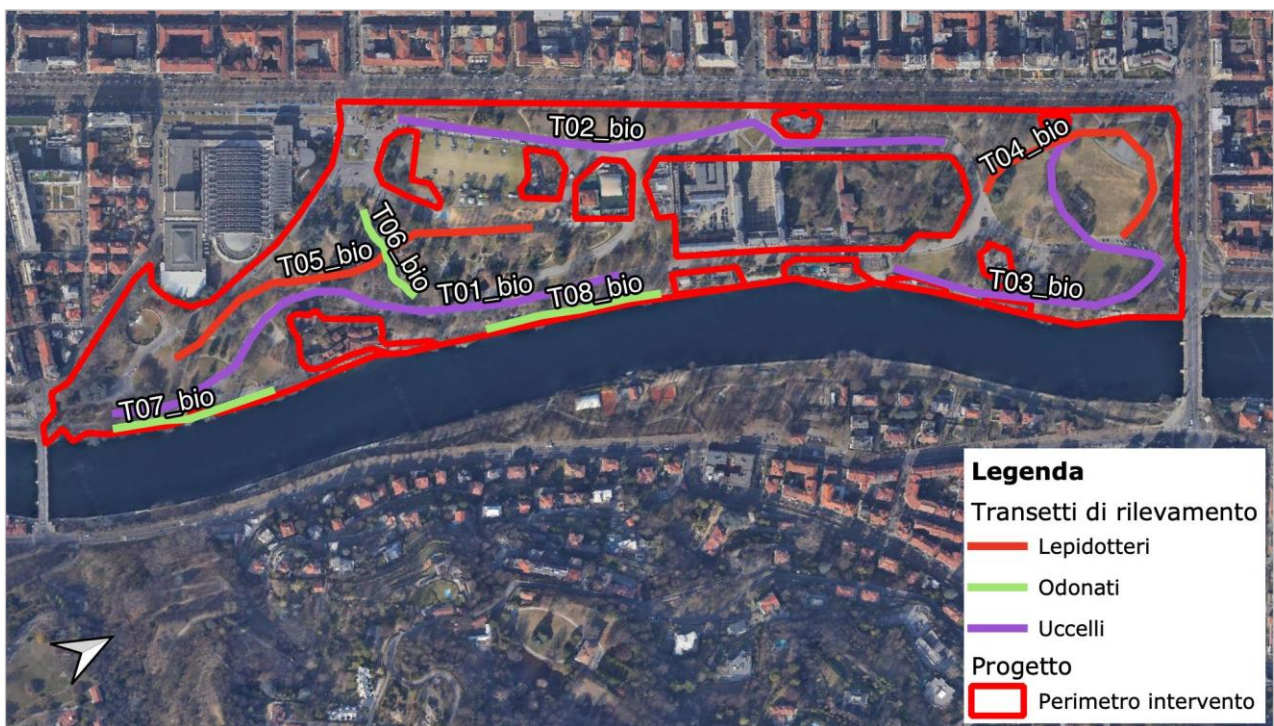 T02_bio
T04_bio
T06_bio
T05_bio
T01_bio
T08_bio
T03_bio
T07_bio
Legenda
Transetti di rilevamento
Lepidotteri
Odonati
Uccelli
Progetto
Perimetro intervento